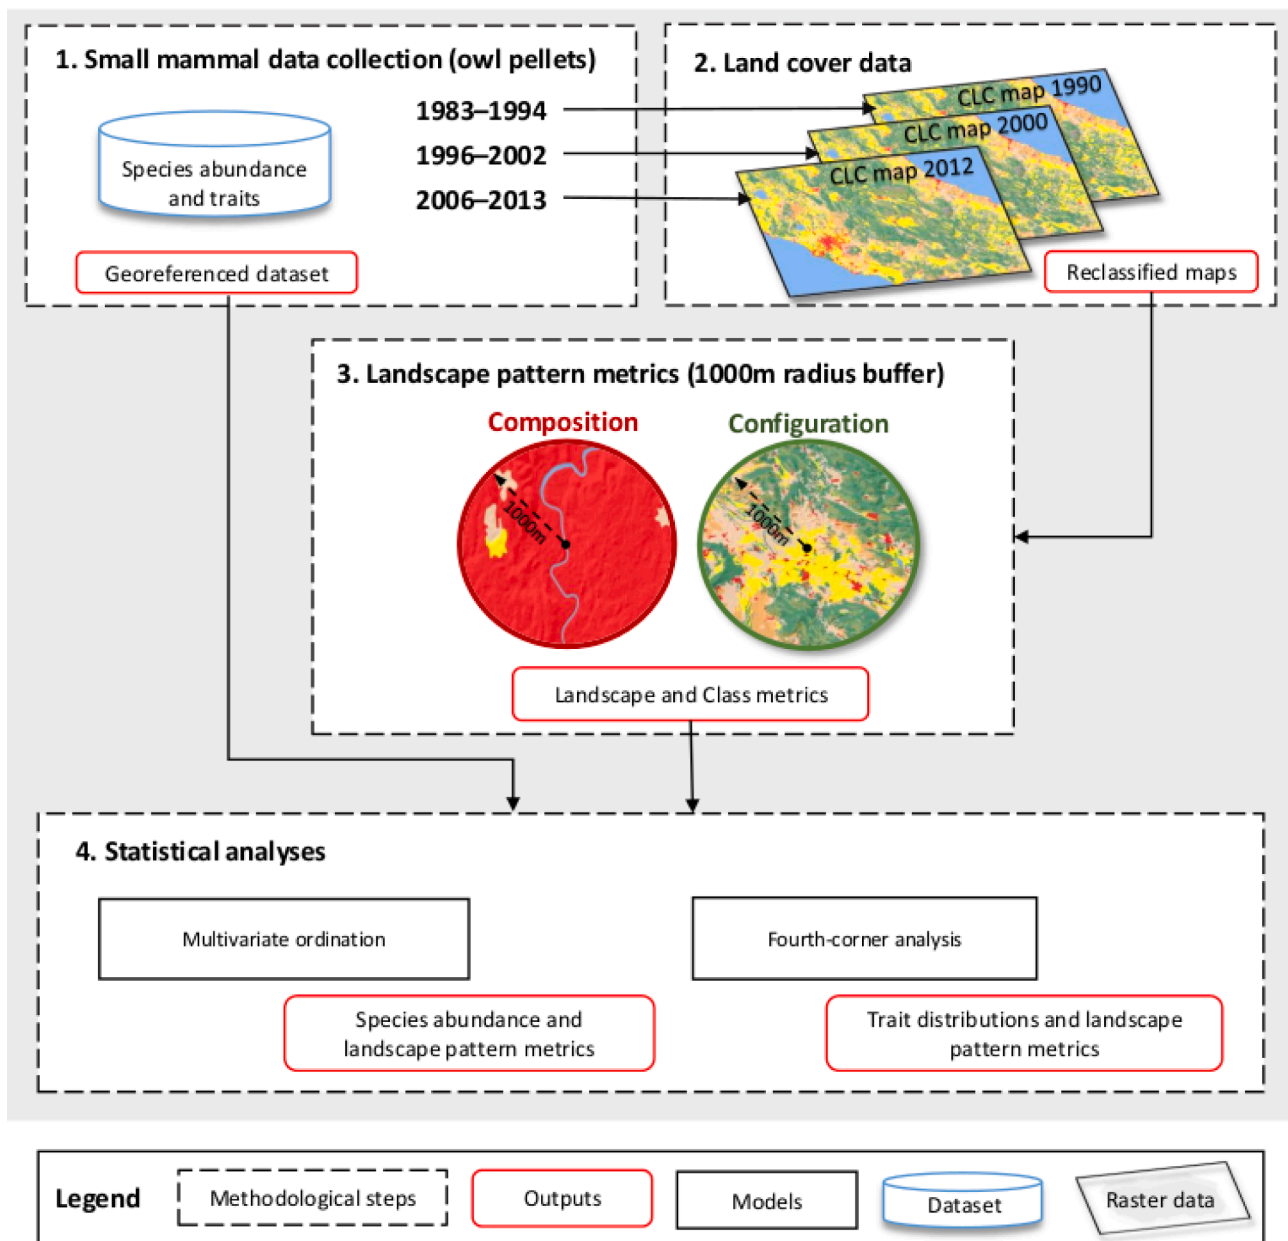 1. Small mammal data collection (owl pellets)
1983–1994
1996–2002
2006–2013
Species abundance
and traits
Georeferenced dataset
2. Land cover data
CLC map 1990
CLC map 2000
CLC map 2012
Reclassified maps
3. Landscape pattern metrics (1000m radius buffer)
Composition
Configuration
1000m
1000m
Landscape and Class metrics
4. Statistical analyses
Multivariate ordination
Fourth-corner analysis
Species abundance and
landscape pattern metrics
Trait distributions and landscape
pattern metrics
Legend
Methodological steps
Outputs
Models
Dataset
Raster data